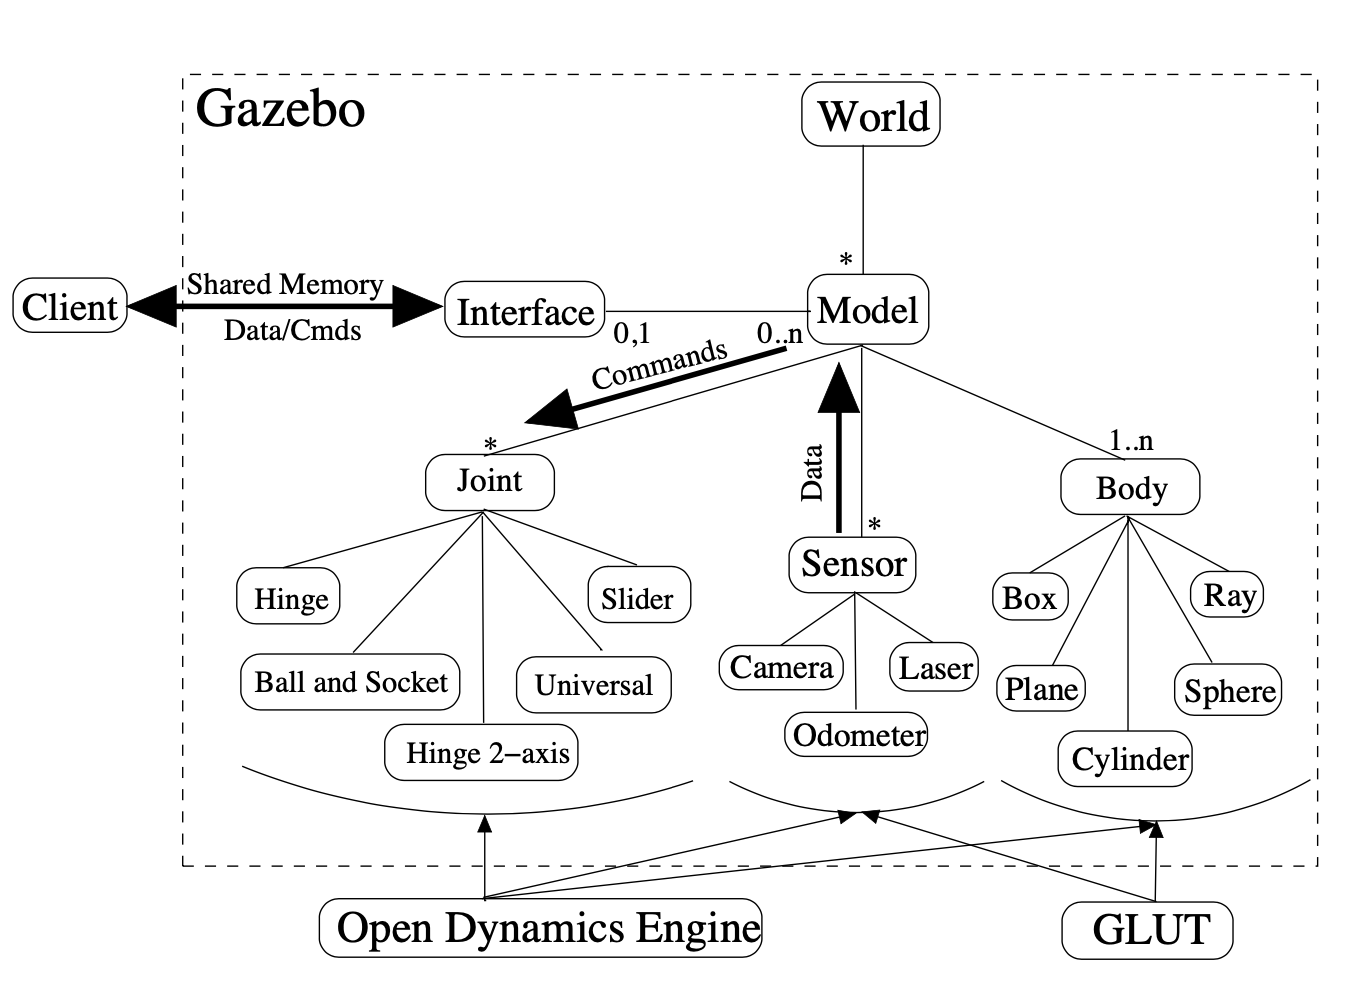 Gazebo
World
*
Client
Shared Memory
Data/Cmds
Interface
0,1
0..n
Model
Commands
*
Joint
Data
*
Sensor
1..n
Body
Hinge
Ball and Socket
Hinge 2−axis
Universal
Slider
Camera
Odometer
Laser
Box
Plane
Cylinder
Sphere
Ray
Open Dynamics Engine
GLUT